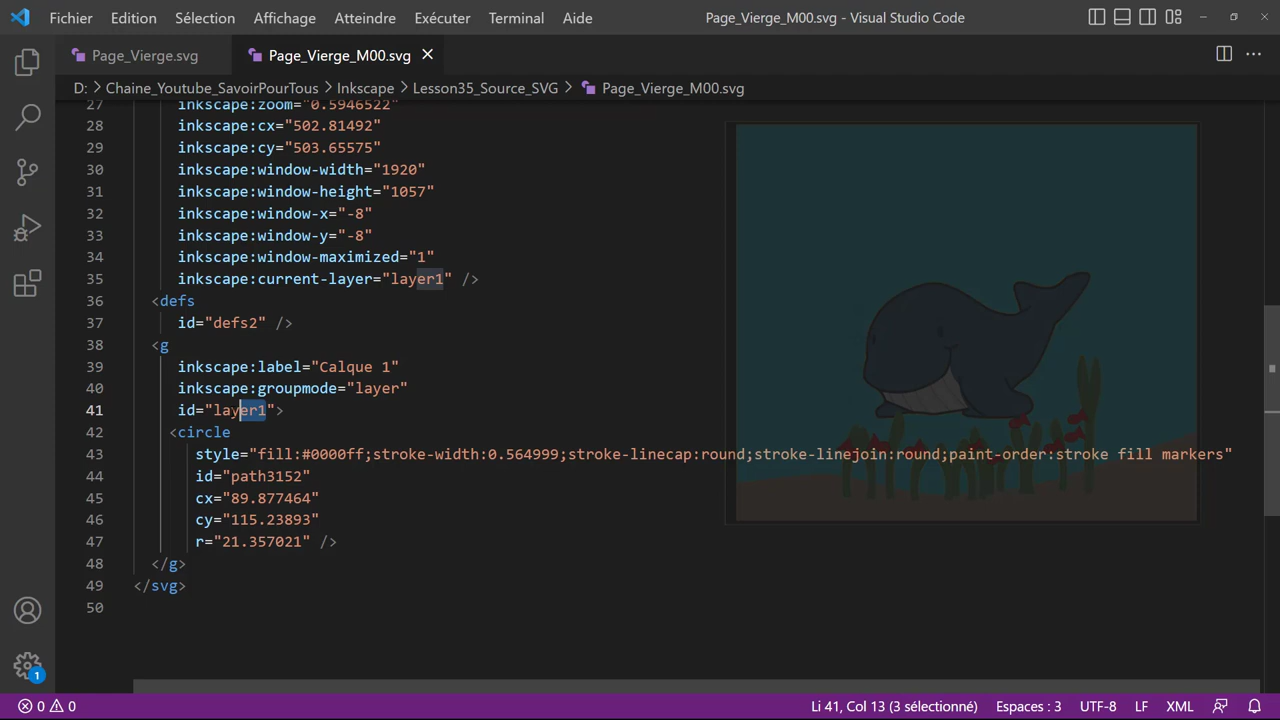 Fichier Edition Sélection Affichage Atteindre Exécuter Terminal Aide Page_Vierge_M00.svg - Visual Studio Code
Page_Vierge.svg Page_Vierge_M00.svg
D: > Chaine_Youtube_SavoirPourTous > Inkscape > Lesson35_Source_SVG > Page_Vierge_M00.svg
27 inkscape:zoom="0.5946522"
28 inkscape:cx="502.81492"
29 inkscape:cy="503.65575"
30 inkscape:window-width="1920"
31 inkscape:window-height="1057"
32 inkscape:window-x="-8"
33 inkscape:window-y="-8"
34 inkscape:window-maximized="1"
35 inkscape:current-layer="layer1" />
36 <defs
37 id="defs2" />
38 <g
39 inkscape:label="Calque 1"
40 inkscape:groupmode="layer"
41 id="layer1">
42 <circle
43 style="fill:#0000ff;stroke-width:0.564999;stroke-linecap:round;stroke-linejoin:round;paint-order:stroke fill markers"
44 id="path3152"
45 cx="89.877464"
46 cy="115.23893"
47 r="21.357021" />
48 </g>
49 </svg>
50
1
0 0 Li 41, Col 13 (3 sélectionné) Espaces : 3 UTF-8 LF XML